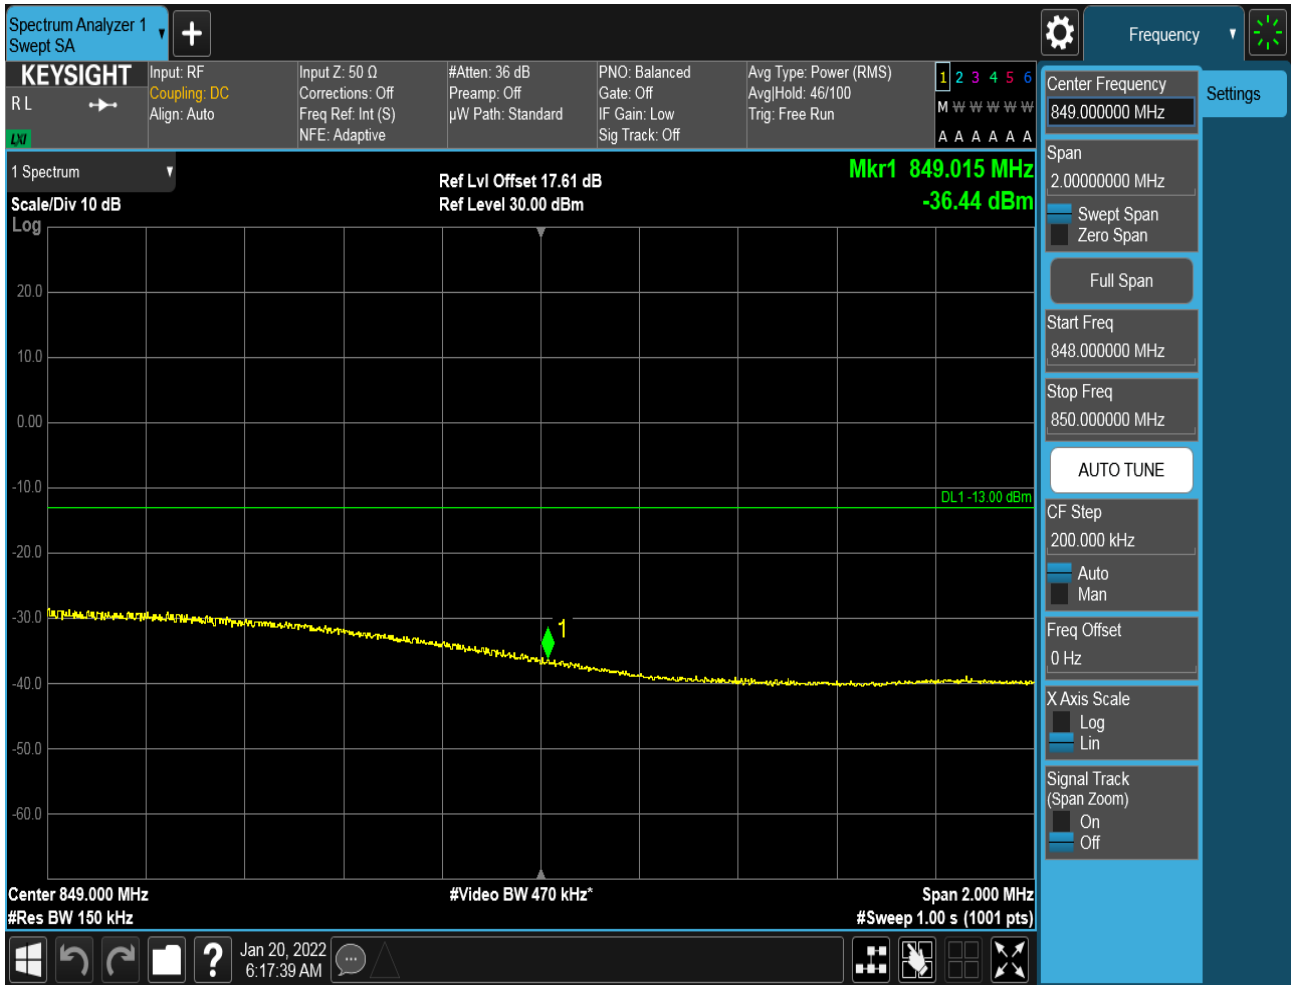 Spectrum Analyzer 1
Swept SA
+
Frequency
KEYSIGHT
R L
LXI
Input: RF
Coupling: DC
Align: Auto
Input Z: 50 Ω
Corrections: Off
Freq Ref: Int (S)
NFE: Adaptive
#Atten: 36 dB
Preamp: Off
µW Path: Standard
PNO: Balanced
Gate: Off
IF Gain: Low
Sig Track: Off
Avg Type: Power (RMS)
Avg|Hold: 46/100
Trig: Free Run
1 2 3 4 5 6
M W W W W W
A A A A A A
1 Spectrum
Scale/Div 10 dB
Log
Ref Lvl Offset 17.61 dB
Ref Level 30.00 dBm
Mkr1 849.015 MHz
-36.44 dBm
20.0
10.0
0.00
-10.0
-20.0
-30.0
-40.0
-50.0
-60.0
DL1 -13.00 dBm
1
Center 849.000 MHz
#Res BW 150 kHz
#Video BW 470 kHz*
Span 2.000 MHz
#Sweep 1.00 s (1001 pts)
?
Jan 20, 2022
6:17:39 AM
Settings
Center Frequency
849.000000 MHz
Span
2.00000000 MHz
Swept Span
Zero Span
Full Span
Start Freq
848.000000 MHz
Stop Freq
850.000000 MHz
AUTO TUNE
CF Step
200.000 kHz
Auto
Man
Freq Offset
0 Hz
X Axis Scale
Log
Lin
Signal Track
(Span Zoom)
On
Off